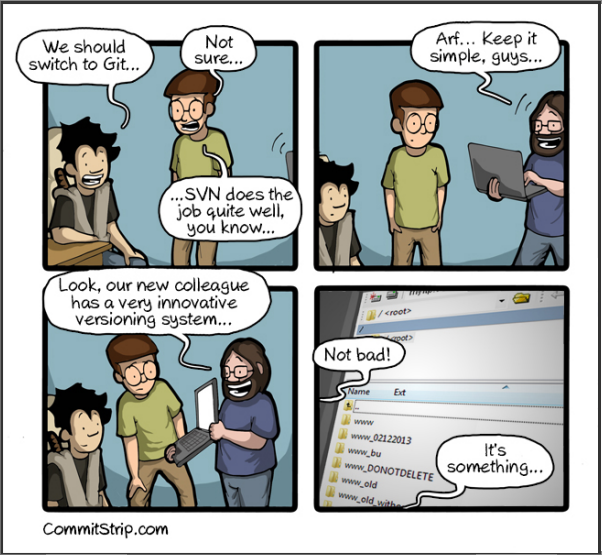 We should
switch to Git...
Not
sure...
...SVN does the
job quite well,
you know...
Arf... Keep it
simple, guys...
Look, our new colleague
has a very innovative
versioning system...
/ <root>
/
Not bad!
Name Ext
..
www
www_02122013
www_bu
www_DONOTDELETE
www_old
www_old_witho
It's
something...
CommitStrip.com